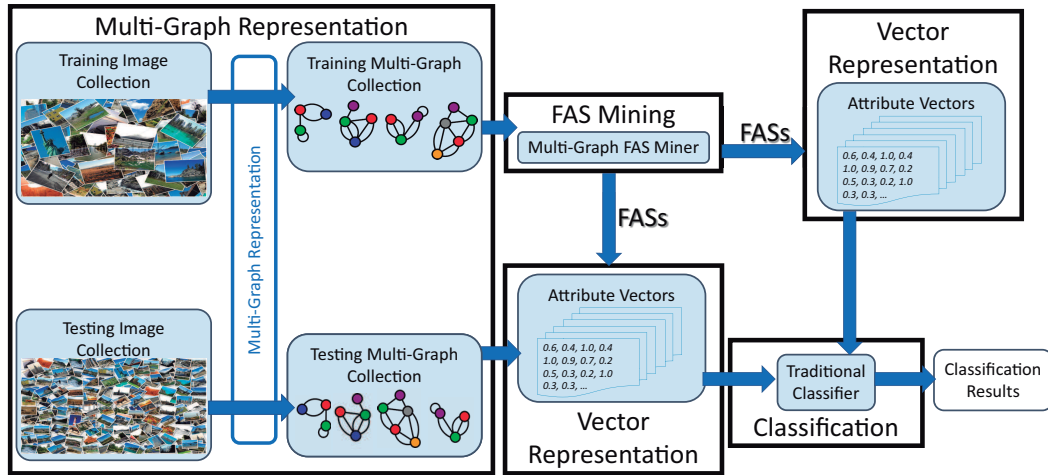 Multi-Graph Representation
Training Image
Collection
Training Multi-Graph
Collection
Multi-Graph Representation
Testing Image
Collection
Testing Multi-Graph
Collection
FAS Mining
Multi-Graph FAS Miner
FASs
FASs
Vector
Representation
Attribute Vectors
0.6, 0.4, 1.0, 0.4
1.0, 0.9, 0.7, 0.2
0.5, 0.3, 0.2, 1.0
0.3, 0.3, ...
Attribute Vectors
0.6, 0.4, 1.0, 0.4
1.0, 0.9, 0.7, 0.2
0.5, 0.3, 0.2, 1.0
0.3, 0.3, ...
Vector
Representation
Traditional
Classifier
Classification
Classification
Results